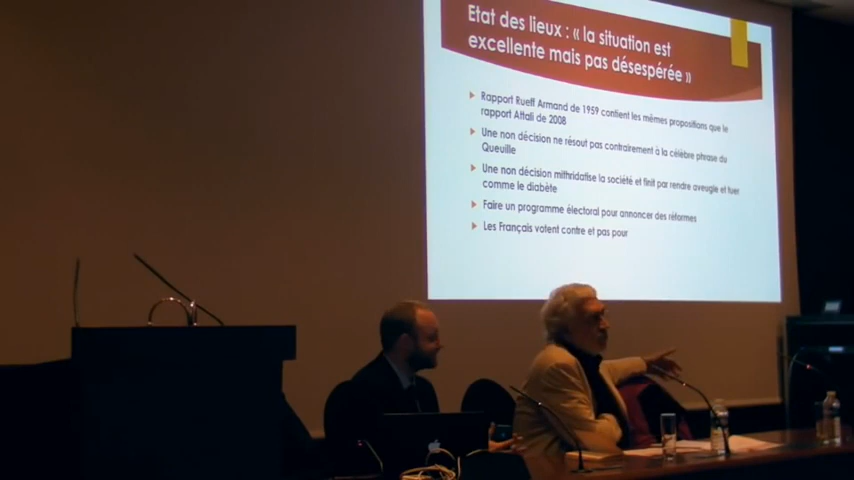 Etat des lieux : « la situation est
excellente mais pas désespérée »
Rapport Rueff Armand de 1959 contient les mêmes propositions que le
rapport Attali de 2008
Une non décision ne résout pas contrairement à la célèbre phrase du
Queuille
Une non décision mithridatise la société et finit par rendre aveugle et tuer
comme le diabète
Faire un programme électoral pour annoncer des réformes
Les Français votent contre et pas pour